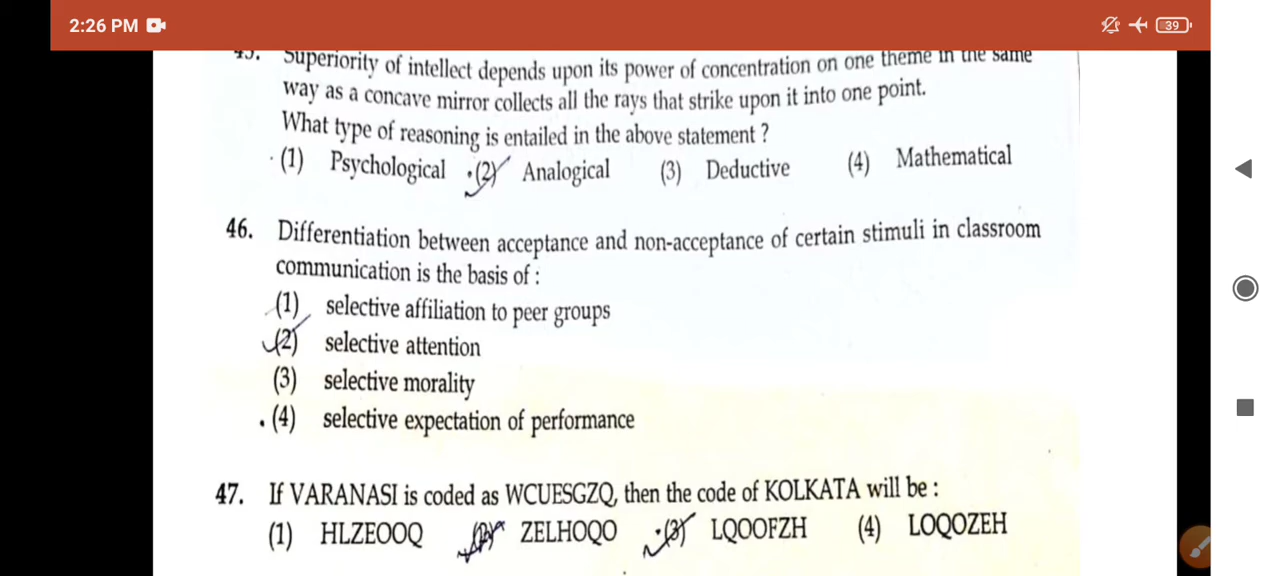 2:26 PM
39
45. Superiority of intellect depends upon its power of concentration on one theme in the same
way as a concave mirror collects all the rays that strike upon it into one point.
What type of reasoning is entailed in the above statement ?
(1) Psychological (2) Analogical (3) Deductive (4) Mathematical
46. Differentiation between acceptance and non-acceptance of certain stimuli in classroom
communication is the basis of :
(1) selective affiliation to peer groups
(2) selective attention
(3) selective morality
(4) selective expectation of performance
47. If VARANASI is coded as WCUESGZQ, then the code of KOLKATA will be :
(1) HLZEOOQ (2) ZELHOQO (3) LQOOFZH (4) LOQOZEH